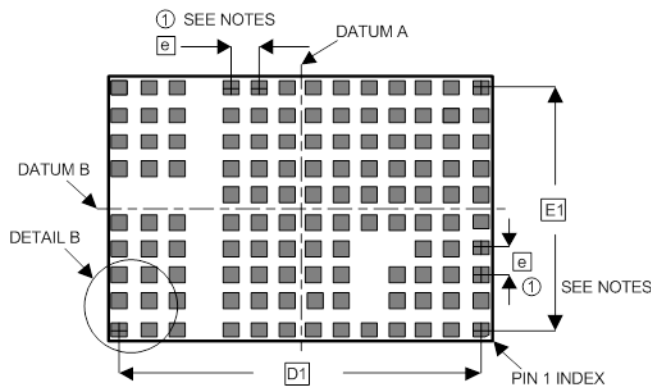 ① SEE NOTES
e
DATUM A
DATUM B
E1
DETAIL B
e
① SEE NOTES
D1
PIN 1 INDEX